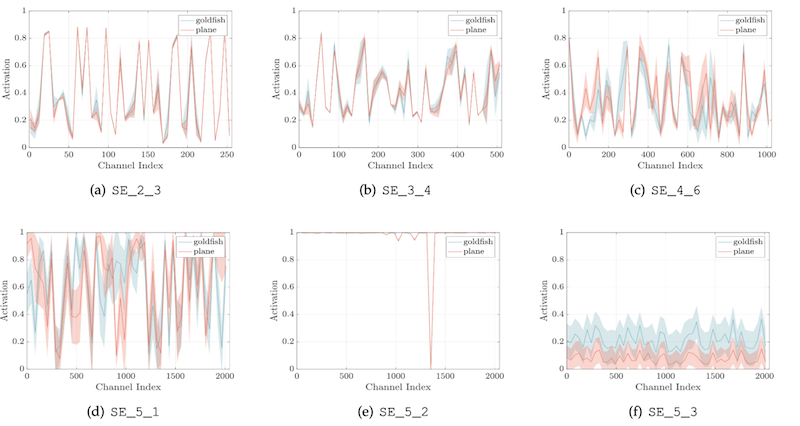 1
0.8
0.6
0.4
0.2
0
Activation
0 50 100 150 200 250
Channel Index
goldfish
plane
(a) SE_2_3
1
0.8
0.6
0.4
0.2
0
Activation
0 100 200 300 400 500
Channel Index
goldfish
plane
(b) SE_3_4
1
0.8
0.6
0.4
0.2
0
Activation
0 200 400 600 800 1000
Channel Index
goldfish
plane
(c) SE_4_6
1
0.8
0.6
0.4
0.2
0
Activation
0 500 1000 1500 2000
Channel Index
goldfish
plane
(d) SE_5_1
1
0.8
0.6
0.4
0.2
0
Activation
0 500 1000 1500 2000
Channel Index
goldfish
plane
(e) SE_5_2
1
0.8
0.6
0.4
0.2
0
Activation
0 500 1000 1500 2000
Channel Index
goldfish
plane
(f) SE_5_3